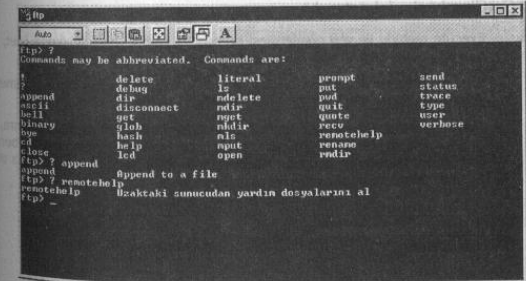 ftp
Auto A
ftp> ?
Commands may be abbreviated. Commands are:
! delete literal prompt send
? debug ls put status
append dir mdelete pwd trace
ascii disconnect mdir quit type
bell get mget quote user
binary glob mkdir recv verbose
bye hash mls remotehelp
cd help mput rename
close lcd open rmdir
ftp> ? append
append Append to a file
ftp> ? remotehelp
remotehelp Uzaktaki sunucudan yardım dosyalarını al
ftp> _